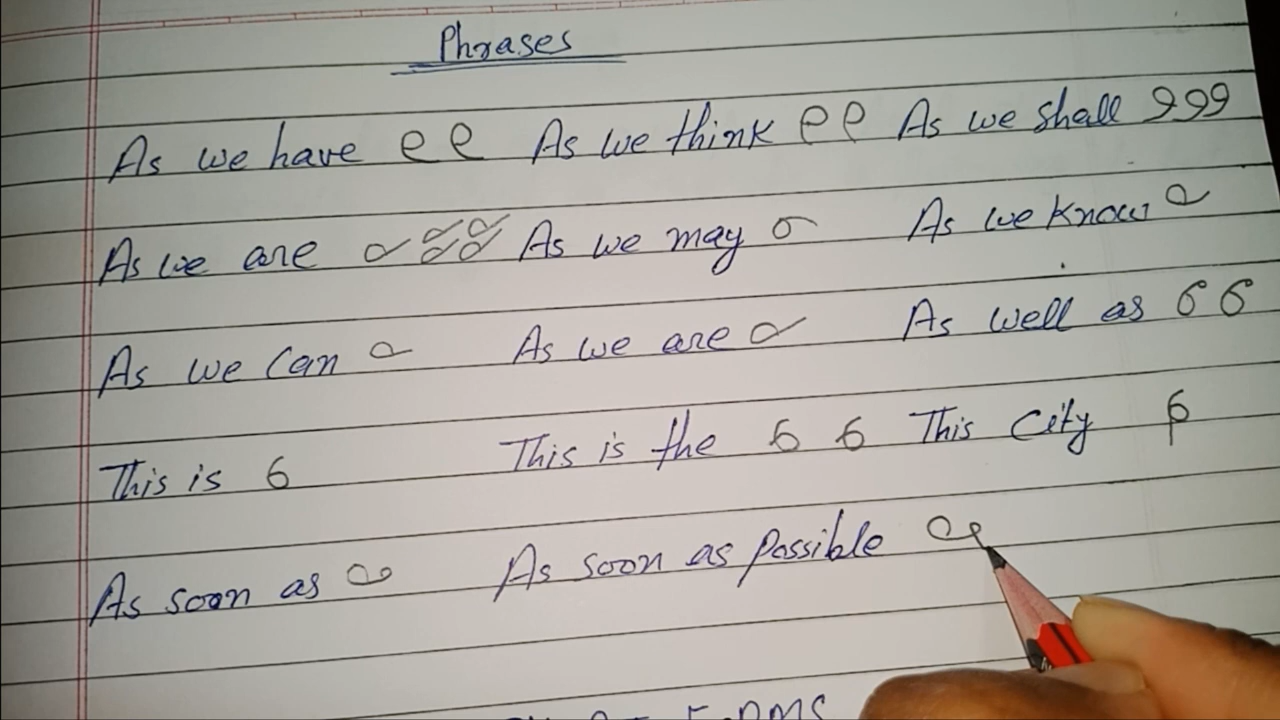 Phrases
As we have As we think As we shall
As we are As we may As we know
As we can As we are As well as
This is This is the This City
As soon as As soon as possible